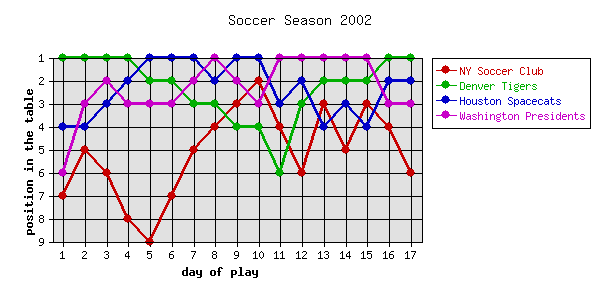 Soccer Season 2002
position in the table
1
2
3
4
5
6
7
8
9
1 2 3 4 5 6 7 8 9 10 11 12 13 14 15 16 17
day of play
NY Soccer Club
Denver Tigers
Houston Spacecats
Washington Presidents